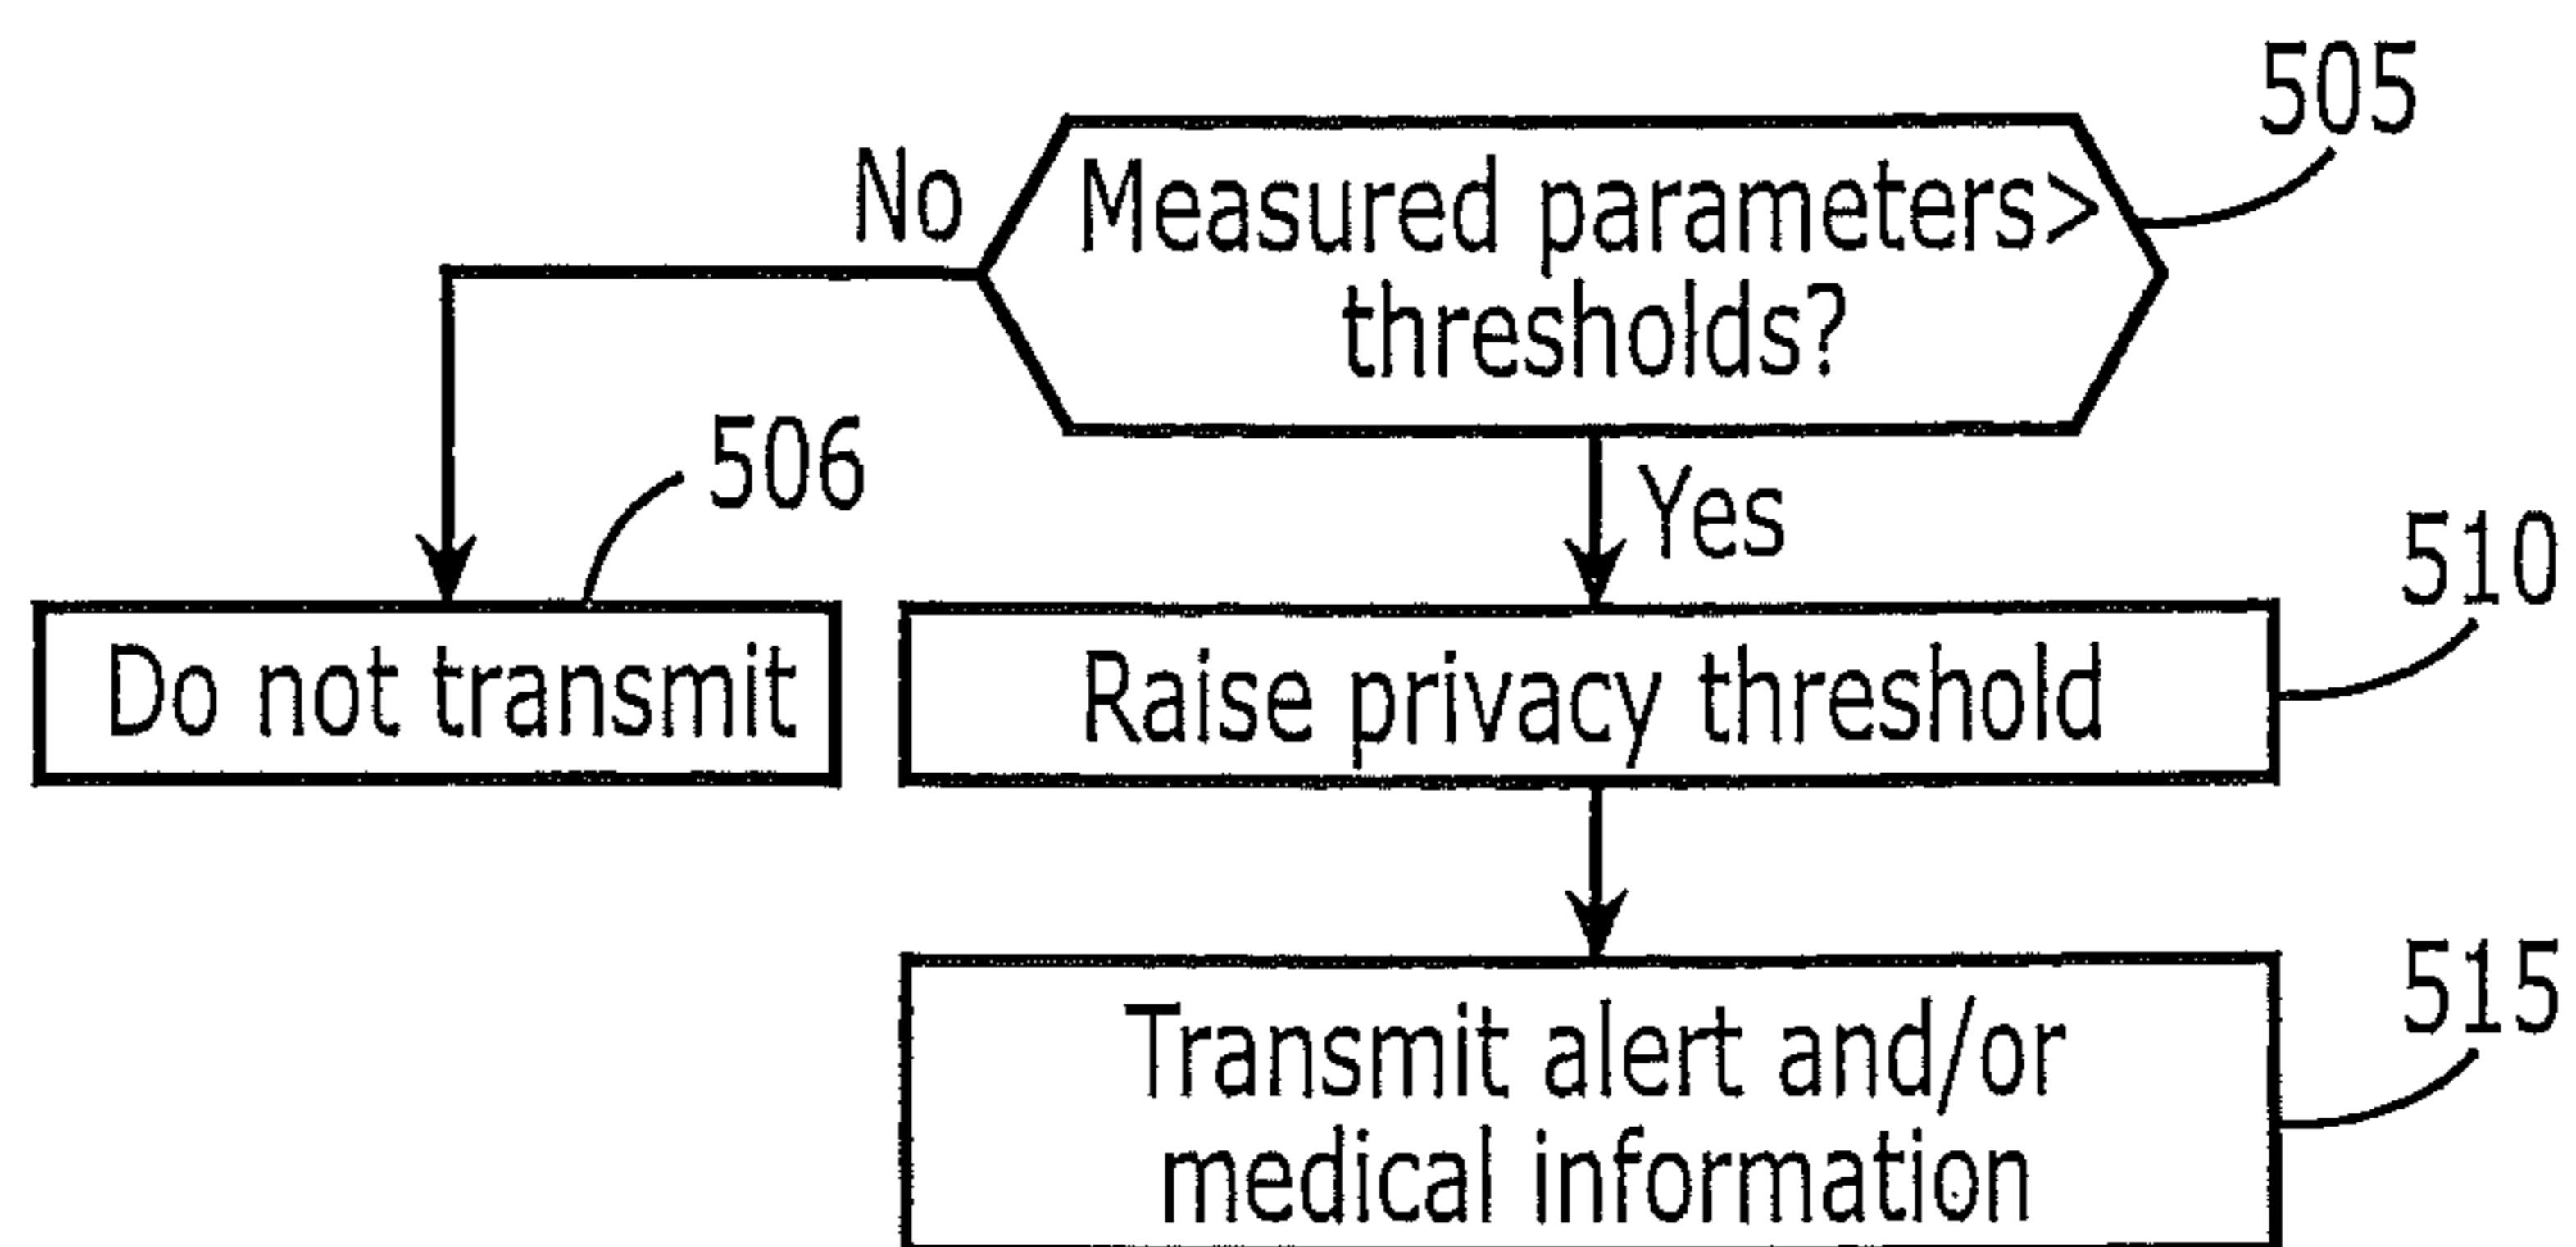 505
No
Measured parameters>
thresholds?
506
Yes
510
Do not transmit
Raise privacy threshold
515
Transmit alert and/or
medical information